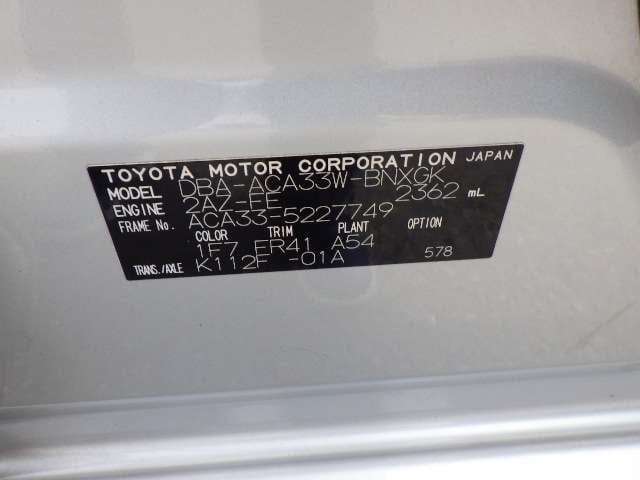 TOYOTA MOTOR CORPORATION JAPAN
MODEL DBA-ACA33W-BNXGK
ENGINE 2AZ-FE 2362 mL
FRAME No. ACA33-5227749
COLOR TRIM PLANT OPTION
1F7 FR41 A54
TRANS./AXLE K112F -01A 578